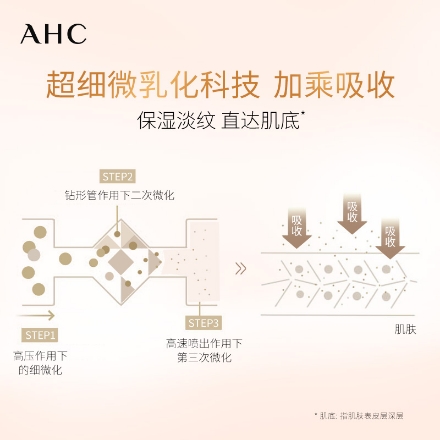 AHC
超细微乳化科技 加乘吸收
保湿淡纹 直达肌底*
STEP2
钻形管作用下二次微化
吸收
吸收
吸收
STEP1
高压作用下
的细微化
STEP3
高速喷出作用下
第三次微化
肌肤
*肌底: 指肌肤表皮层深层